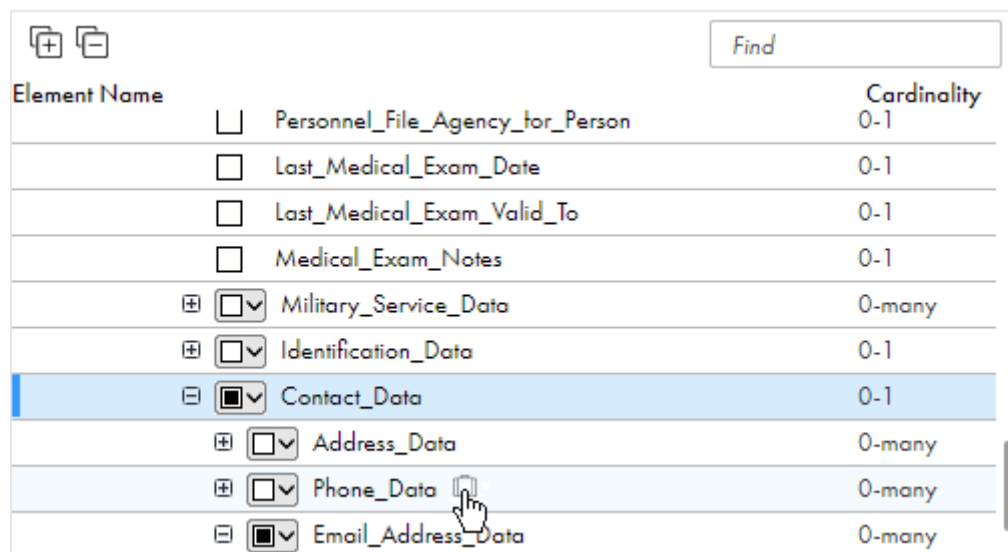 Find
Element Name Cardinality
Personnel_File_Agency_for_Person 0-1
Last_Medical_Exam_Date 0-1
Last_Medical_Exam_Valid_To 0-1
Medical_Exam_Notes 0-1
Military_Service_Data 0-many
Identification_Data 0-1
Contact_Data 0-1
Address_Data 0-many
Phone_Data 0-many
Email_Address_Data 0-many